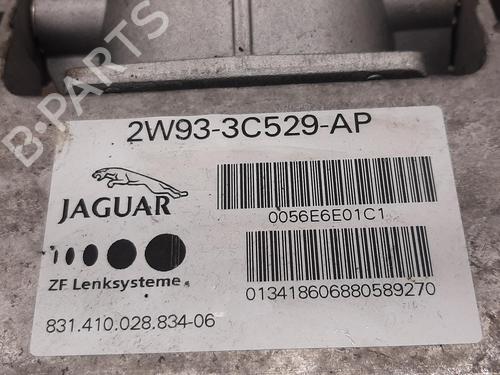 B-PARTS
2W93-3C529-AP
JAGUAR
0056E6E01C1
ZF Lenksysteme
013418606880589270
831.410.028.834-06